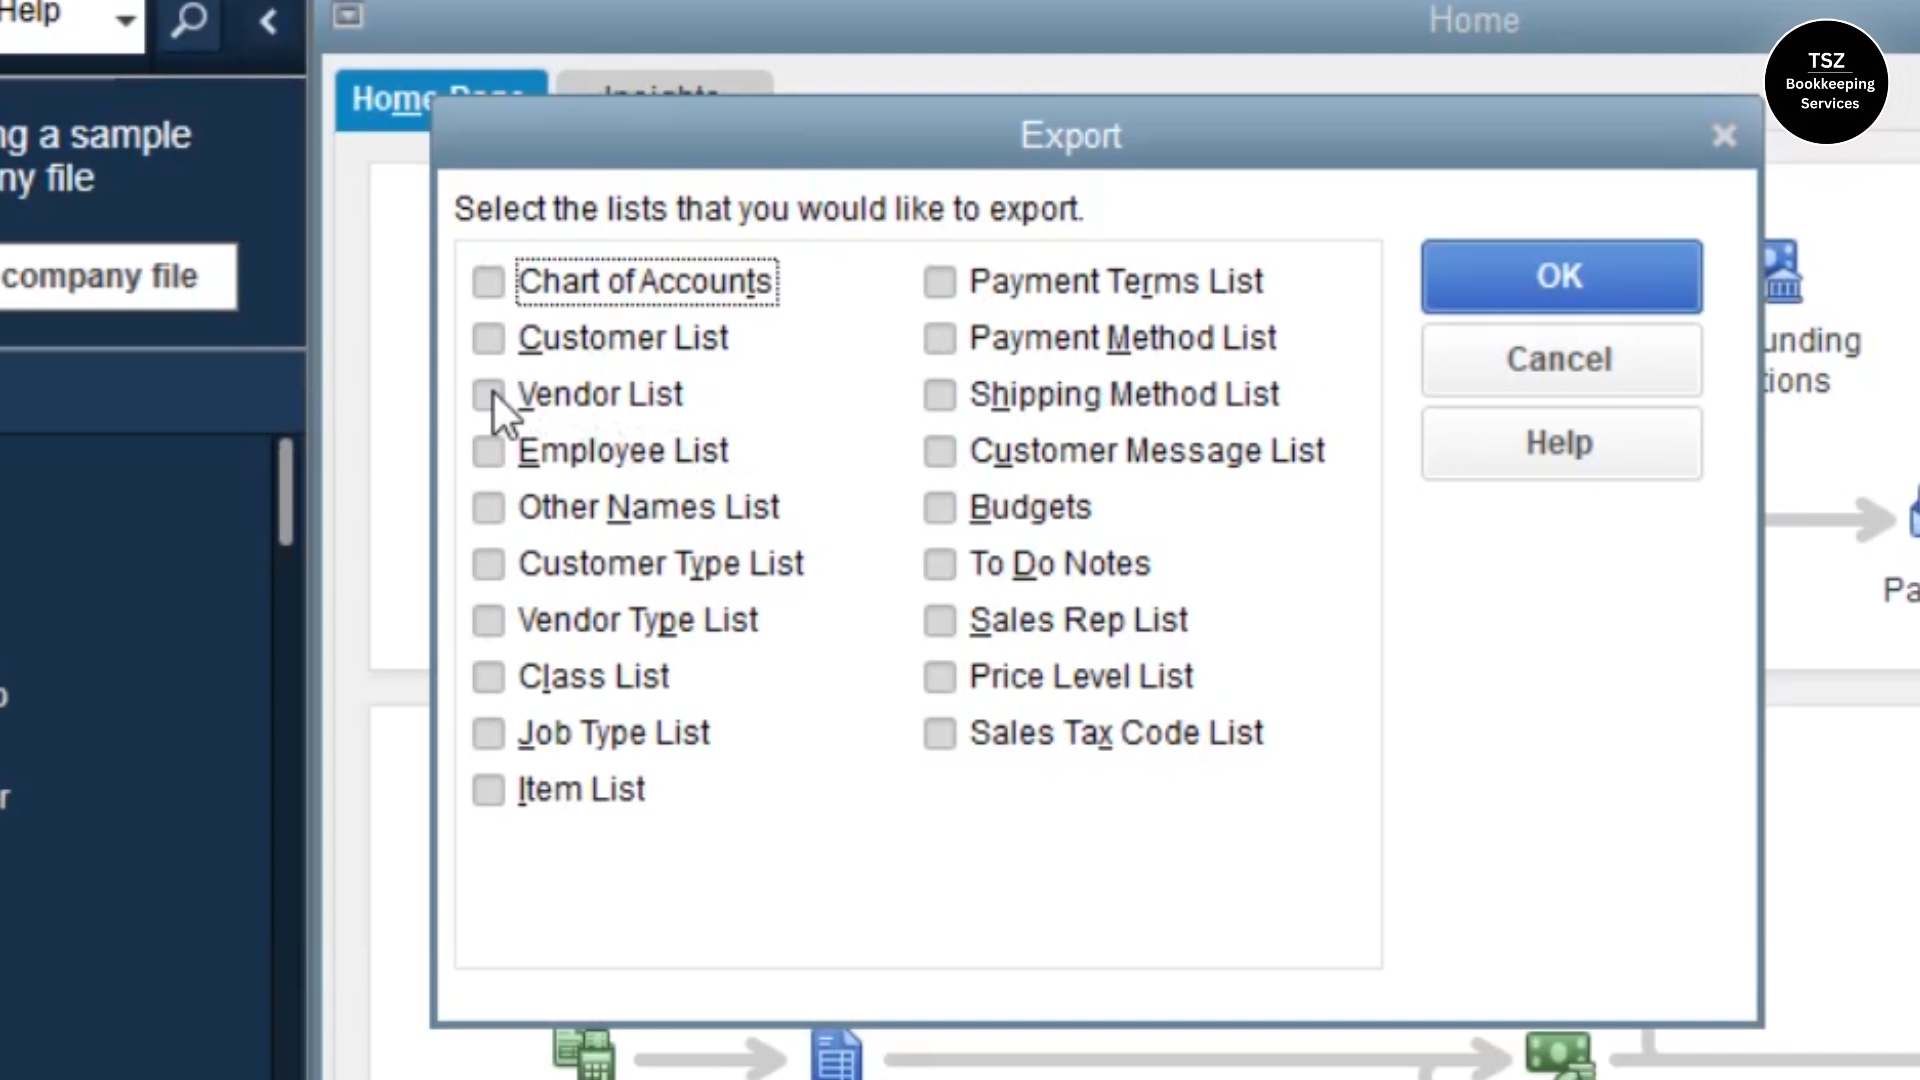 Help
Home
TSZ
Bookkeeping
Services
Home Page
Insights
ng a sample
ny file
company file
Export
Select the lists that you would like to export.
Chart of Accounts
Customer List
Vendor List
Employee List
Other Names List
Customer Type List
Vendor Type List
Class List
Job Type List
Item List
Payment Terms List
Payment Method List
Shipping Method List
Customer Message List
Budgets
To Do Notes
Sales Rep List
Price Level List
Sales Tax Code List
OK
Cancel
Help
unding
tions
Pa
r